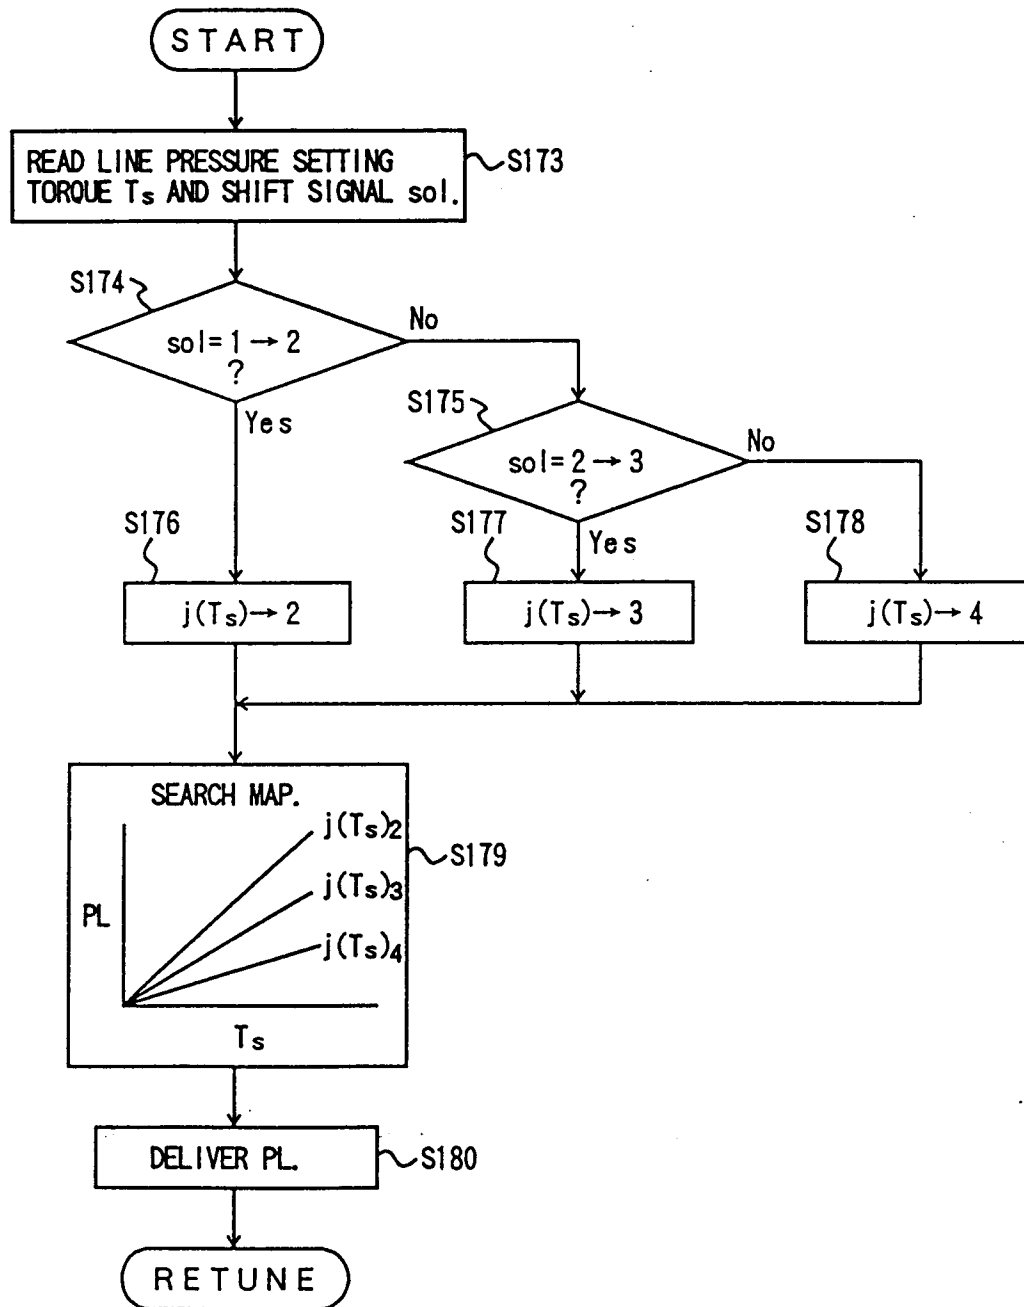 START
READ LINE PRESSURE SETTING
TORQUE Ts AND SHIFT SIGNAL sol.
S173
S174
sol=1→2
?
No
Yes
S175
sol=2→3
?
No
Yes
S176
j(Ts)→2
S177
j(Ts)→3
S178
j(Ts)→4
SEARCH MAP.
j(Ts)2
j(Ts)3
j(Ts)4
PL
Ts
S179
DELIVER PL.
S180
RETUNE